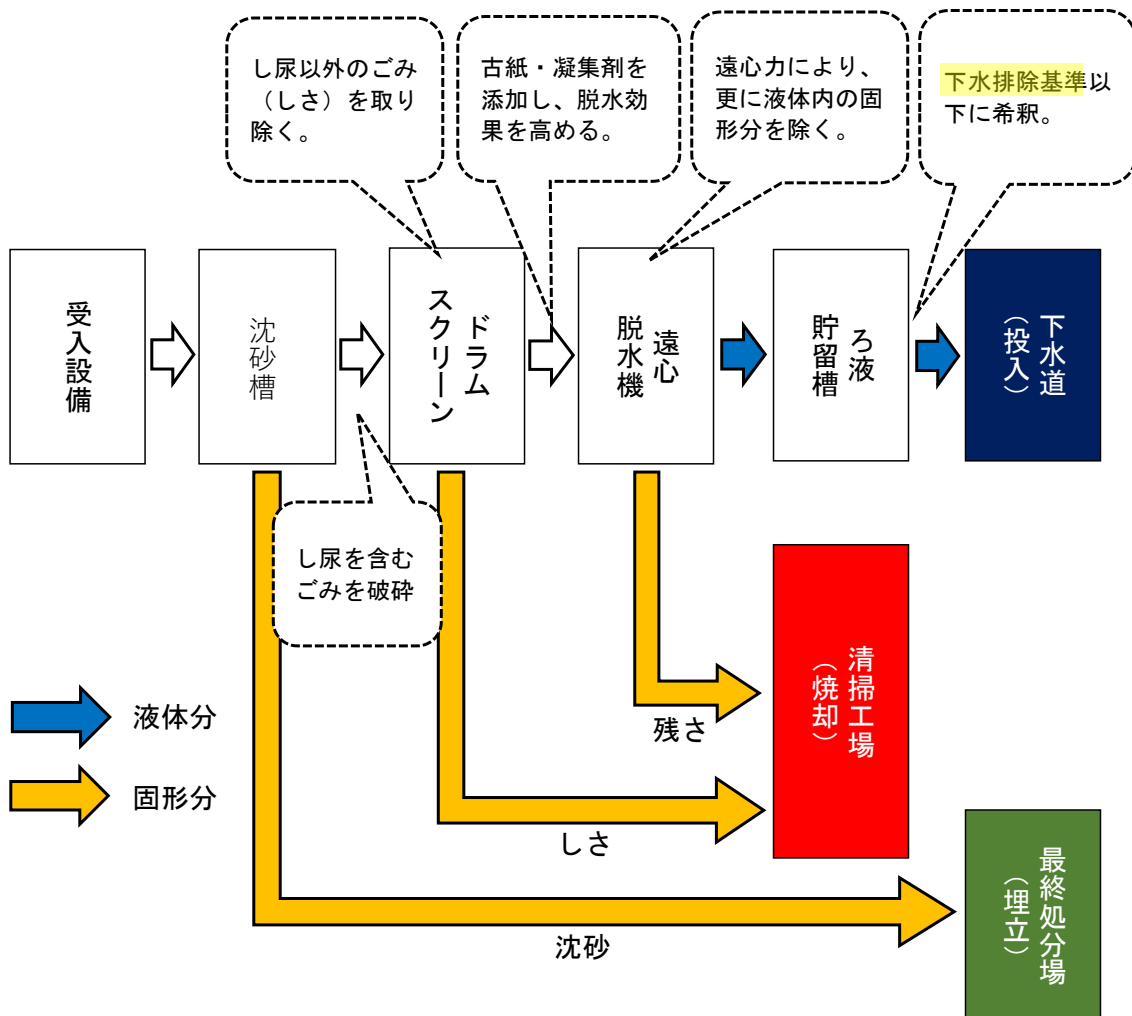 し尿以外のごみ
（しさ）を取り
除く。
古紙・凝集剤を
添加し、脱水効
果を高める。
遠心力により、
更に液体内の固
形分を除く。
下水排除基準以
下に希釈。
受入設備
沈砂槽
ドラム
スクリーン
遠心
脱水機
ろ液
貯留槽
下水道
（投入）
し尿を含む
ごみを破砕
清掃工場
（焼却）
残さ
液体分
固形分
しさ
最終処分場
（埋立）
沈砂